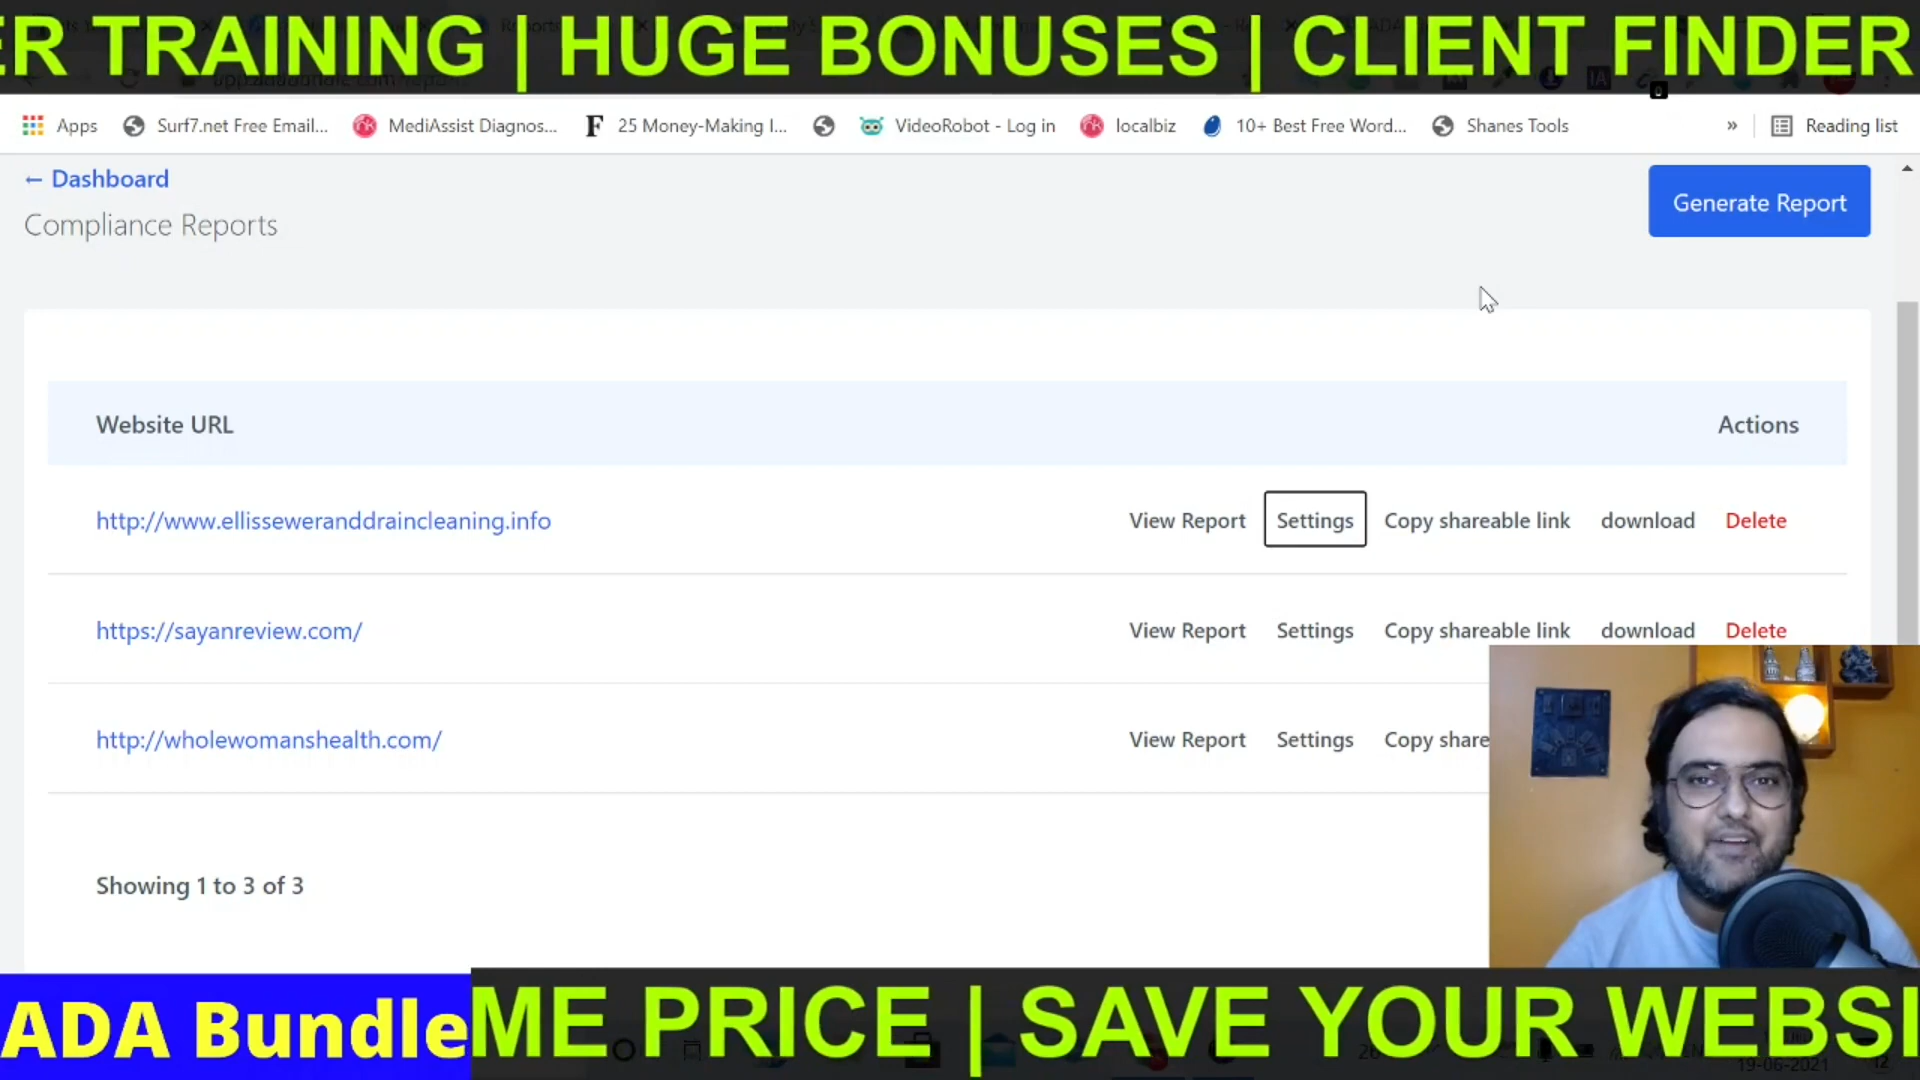 ER TRAINING | HUGE BONUSES | CLIENT FINDER
Apps Surf7.net Free Email... MediAssist Diagnos... 25 Money-Making I... VideoRobot - Log in localbiz 10+ Best Free Word... Shanes Tools » Reading list
← Dashboard
Compliance Reports
Generate Report
Website URL Actions
http://www.ellisseweranddraincleaning.info View Report Settings Copy shareable link download Delete
https://sayanreview.com/ View Report Settings Copy shareable link download Delete
http://wholewomanshealth.com/ View Report Settings Copy share
Showing 1 to 3 of 3
ADA Bundle ME PRICE | SAVE YOUR WEBSI
19-06-2021